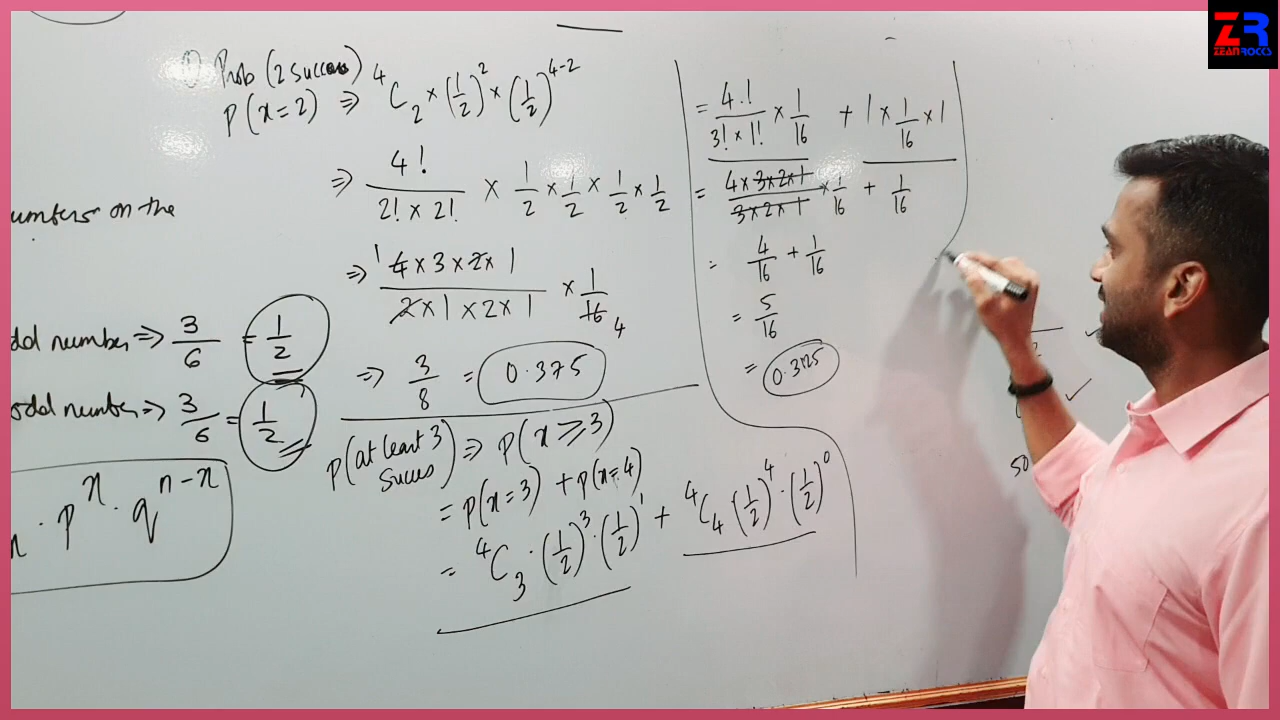 ZR
ZEAN ROCKS
umbers on the
odd number => 3/6 = 1/2
odd number => 3/6 = 1/2
n . p^x . q^(n-x)
1) Prob (2 success)
P(x=2) => ⁴C₂ × (1/2)² × (1/2)^(4-2)
=> 4!/(2! × 2!) × 1/2 × 1/2 × 1/2 × 1/2
=> 4×3×2×1/(2×1×2×1) × 1/16
1
4
=> 3/8 = 0.375
P(at least 3 Succes) => P(x ≥ 3)
= P(x=3) + P(x=4)
= ⁴C₃ . (1/2)³ . (1/2)¹ + ⁴C₄ (1/2)⁴ . (1/2)⁰
= 4!/(3! × 1!) × 1/16 + 1 × 1/16 × 1
= 4×3×2×1/(3×2×1) × 1/16 + 1/16
= 4/16 + 1/16
= 5/16
= 0.3125
50